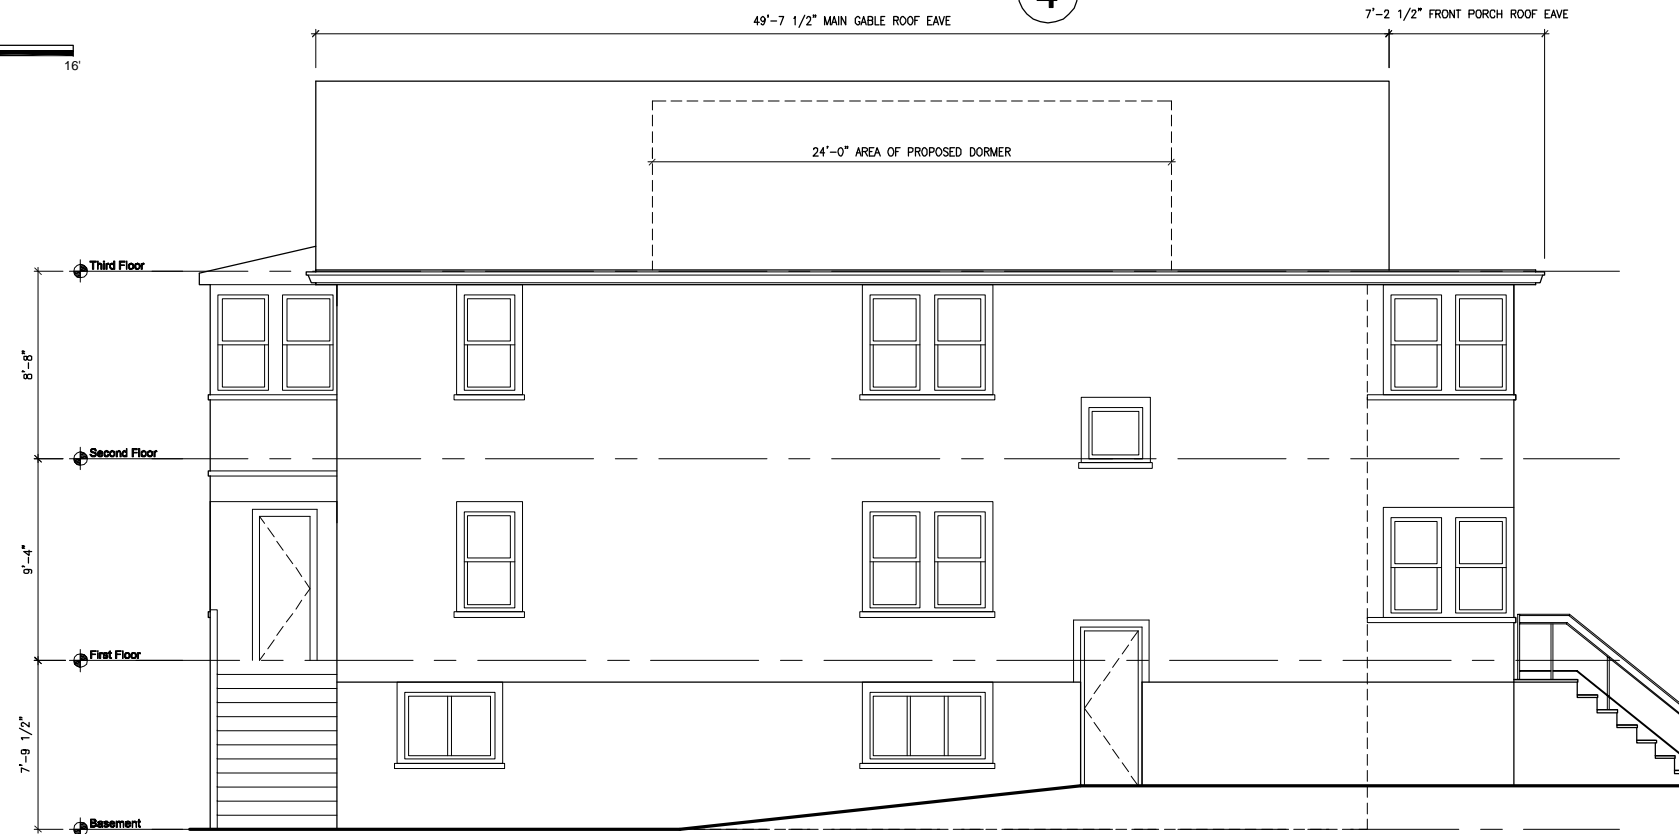 4
49'-7 1/2" MAIN GABLE ROOF EAVE
7'-2 1/2" FRONT PORCH ROOF EAVE
16'
24'-0" AREA OF PROPOSED DORMER
Third Floor
8'-8"
Second Floor
9'-4"
First Floor
7'-9 1/2"
Basement